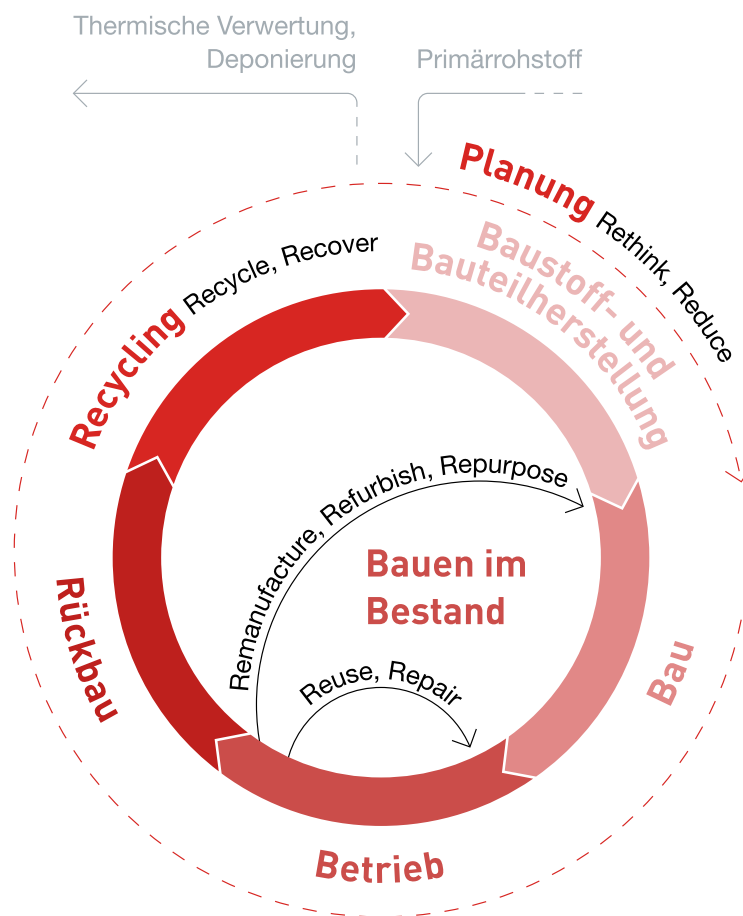 Thermische Verwertung,
Deponierung
Primärrohstoff
Planung Rethink, Reduce
Baustoff- und
Bauteilherstellung
Recycling Recycle, Recover
Remanufacture, Refurbish, Repurpose
Bauen im
Bestand
Reuse, Repair
Rückbau
Bau
Betrieb